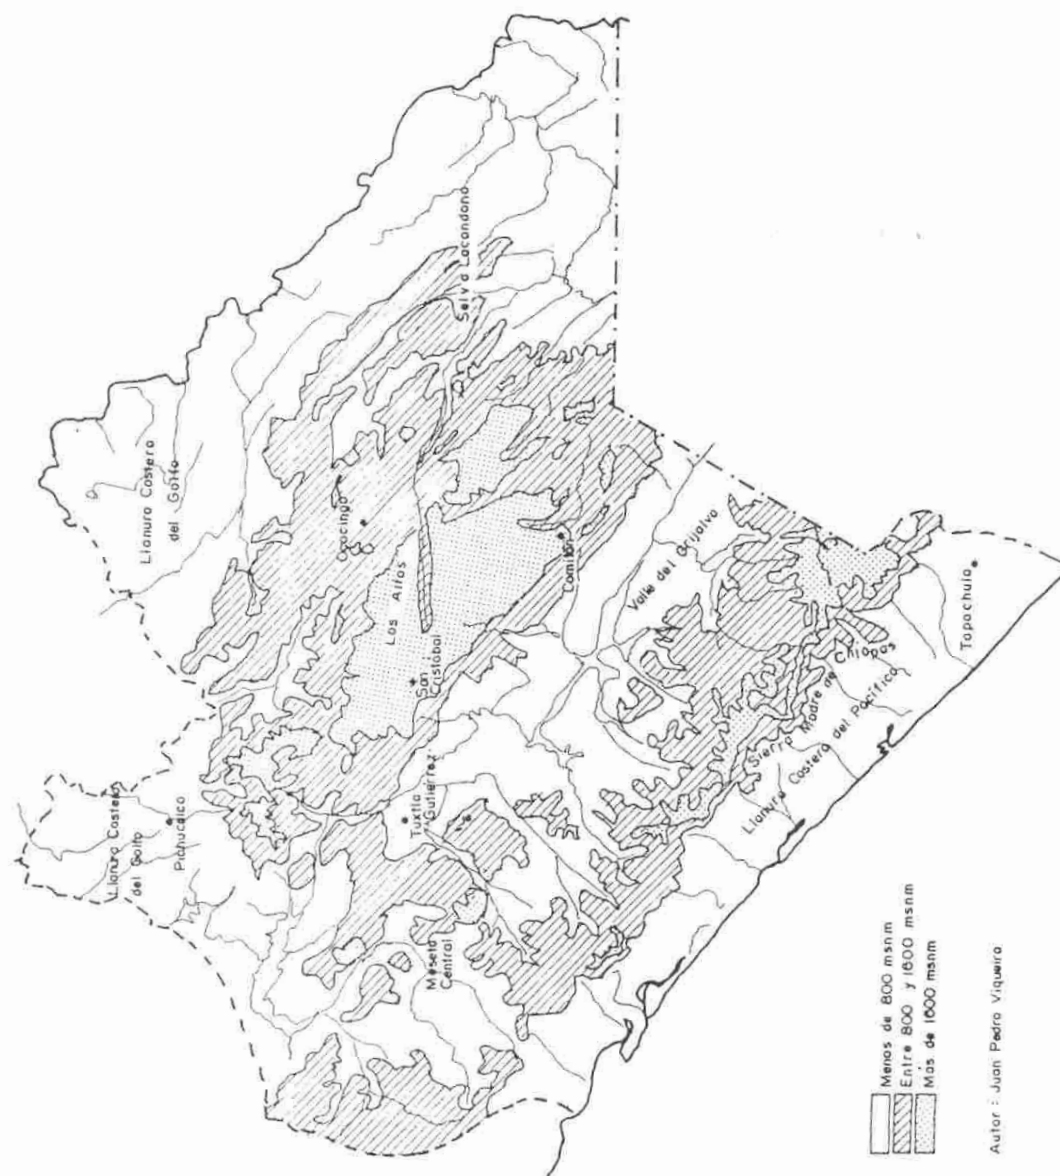 Llanura Costera
del Golfo
Pichucalco
Llanura Costera
del Golfo
Ocosingo
Selva Lacandona
Los Altos
San
Cristóbal
Comitán
Tuxtla
Gutiérrez
Meseta
Central
Valle del Grijalva
Sierra Madre de Chiapas
Llanura Costera del Pacífico
Tapachula
Menos de 800 msnm
Entre 800 y 1600 msnm
Más de 1600 msnm
Autor : Juan Pedro Viqueira